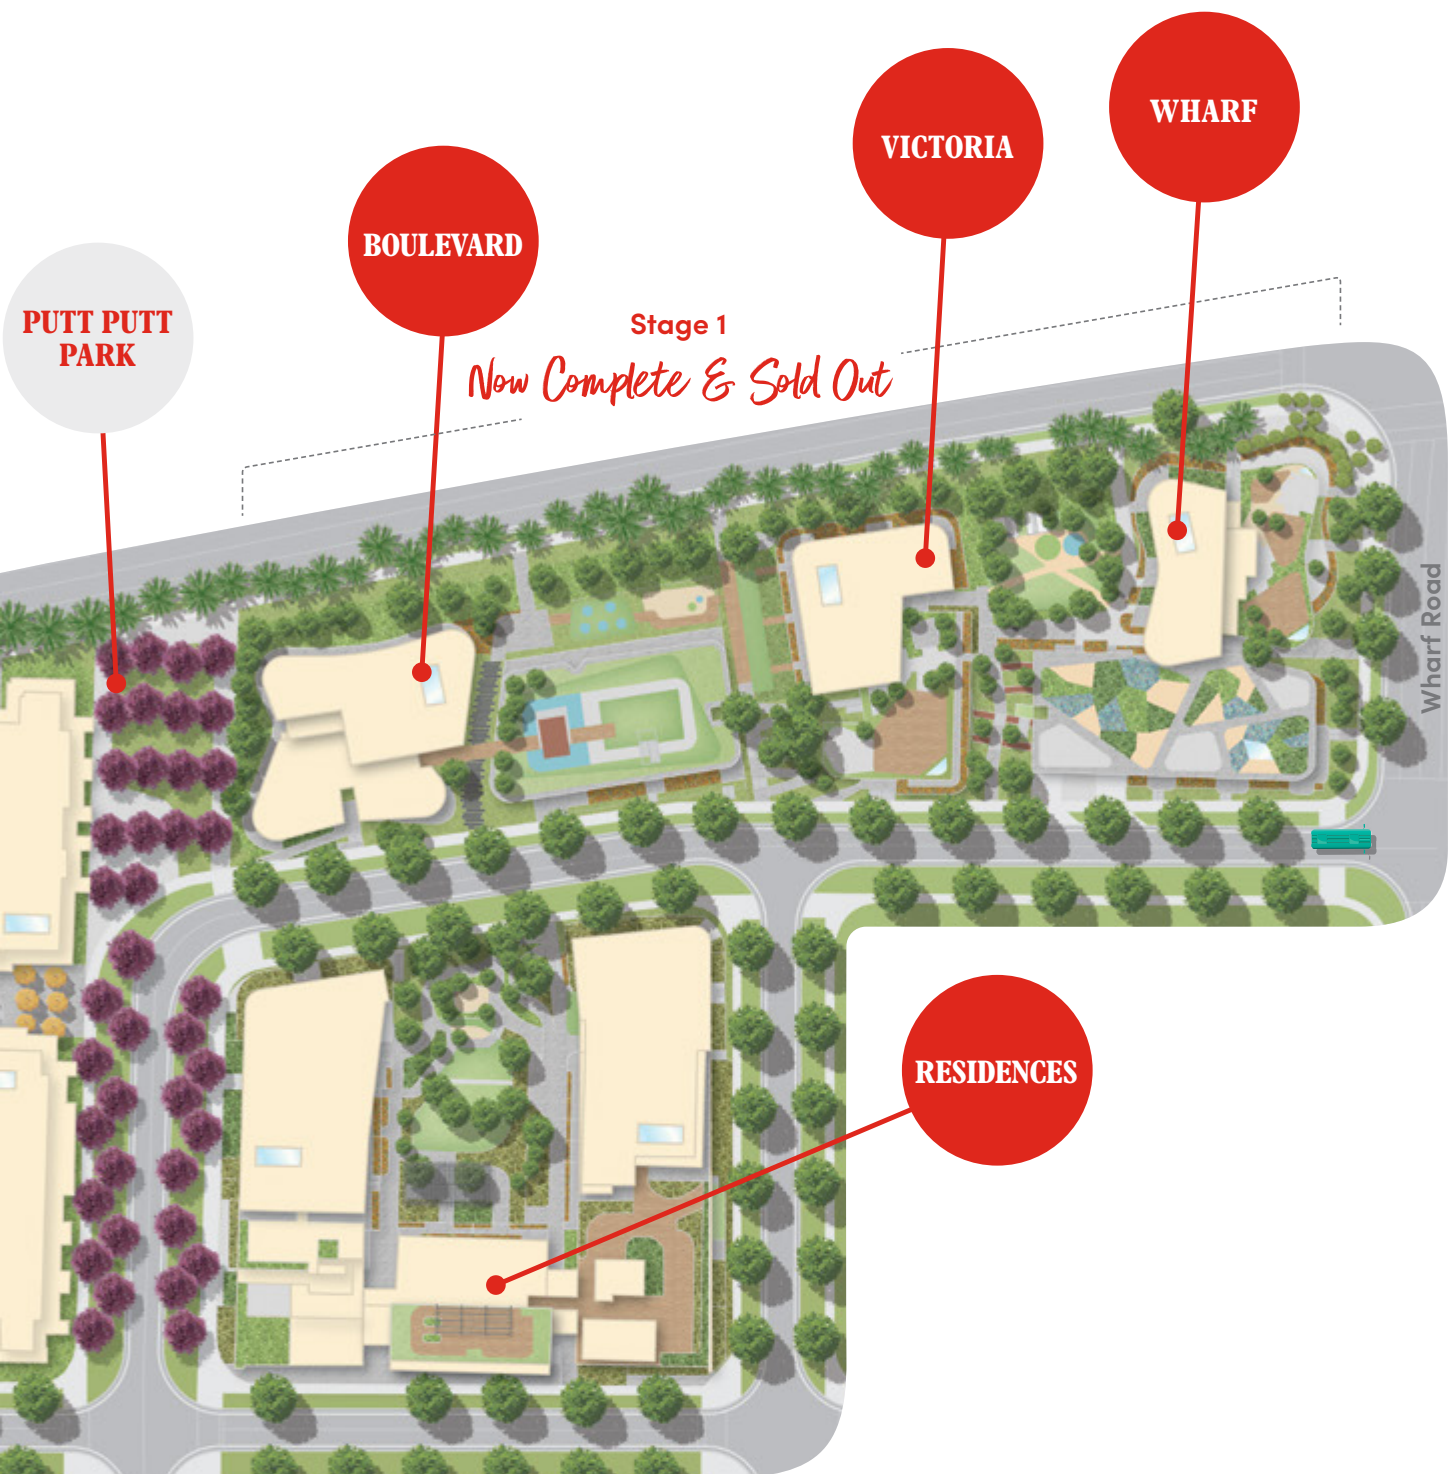 WHARF
VICTORIA
BOULEVARD
PUTT PUTT
PARK
Stage 1
Now Complete & Sold Out
Wharf Road
RESIDENCES